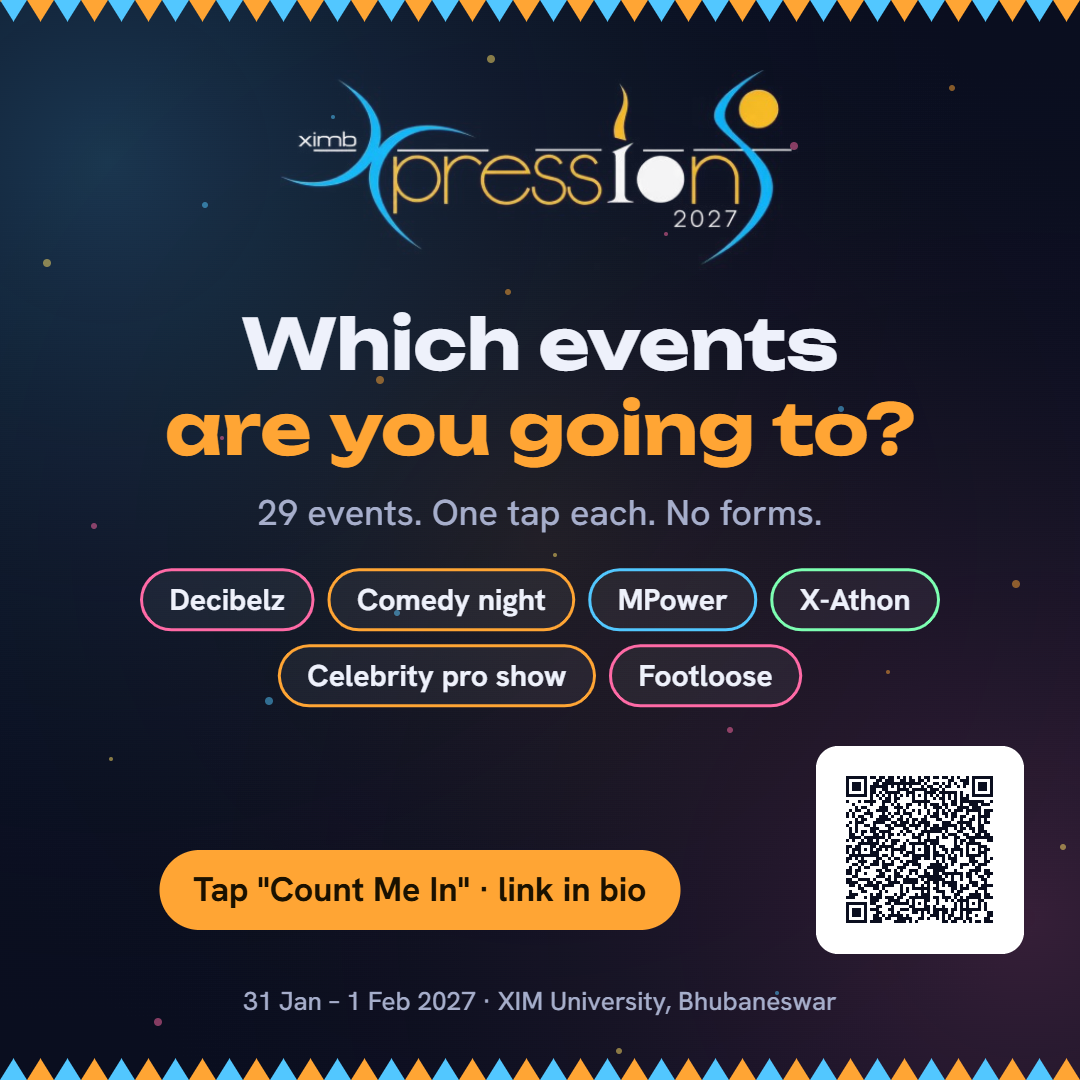 ximb
Xpressions
2027
Which events
are you going to?
29 events. One tap each. No forms.
Decibelz Comedy night MPower X-Athon
Celebrity pro show Footloose
Tap "Count Me In" · link in bio
31 Jan – 1 Feb 2027 · XIM University, Bhubaneswar